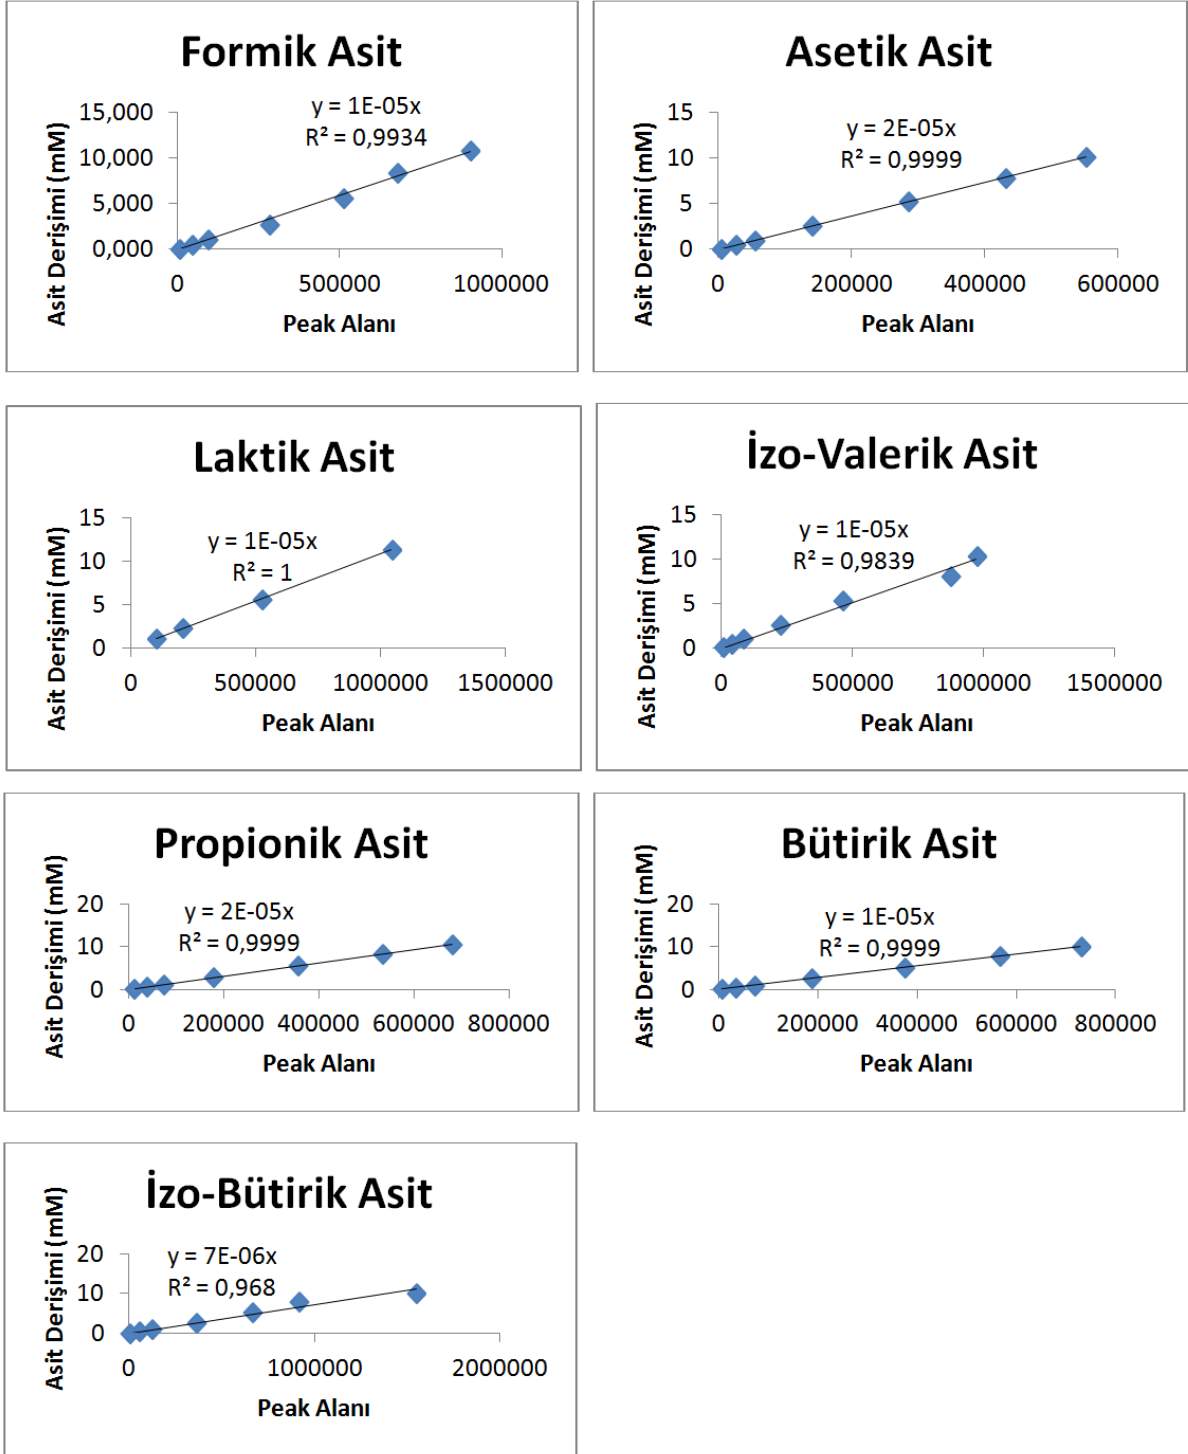 Formik Asit
y = 1E-05x
R² = 0,9934
15,000
10,000
5,000
0,000
0 500000 1000000
Asit Derişimi (mM)
Peak Alanı
Asetik Asit
y = 2E-05x
R² = 0,9999
15
10
5
0
0 200000 400000 600000
Asit Derişimi (mM)
Peak Alanı
Laktik Asit
y = 1E-05x
R² = 1
15
10
5
0
0 500000 1000000 1500000
Asit Derişimi (mM)
Peak Alanı
İzo-Valerik Asit
y = 1E-05x
R² = 0,9839
15
10
5
0
0 500000 1000000 1500000
Asit Derişimi (mM)
Peak Alanı
Propionik Asit
y = 2E-05x
R² = 0,9999
20
10
0
0 200000 400000 600000 800000
Asit Derişimi (mM)
Peak Alanı
Bütirik Asit
y = 1E-05x
R² = 0,9999
20
10
0
0 200000 400000 600000 800000
Asit Derişimi (mM)
Peak Alanı
İzo-Bütirik Asit
y = 7E-06x
R² = 0,968
20
10
0
0 1000000 2000000
Asit Derişimi (mM)
Peak Alanı